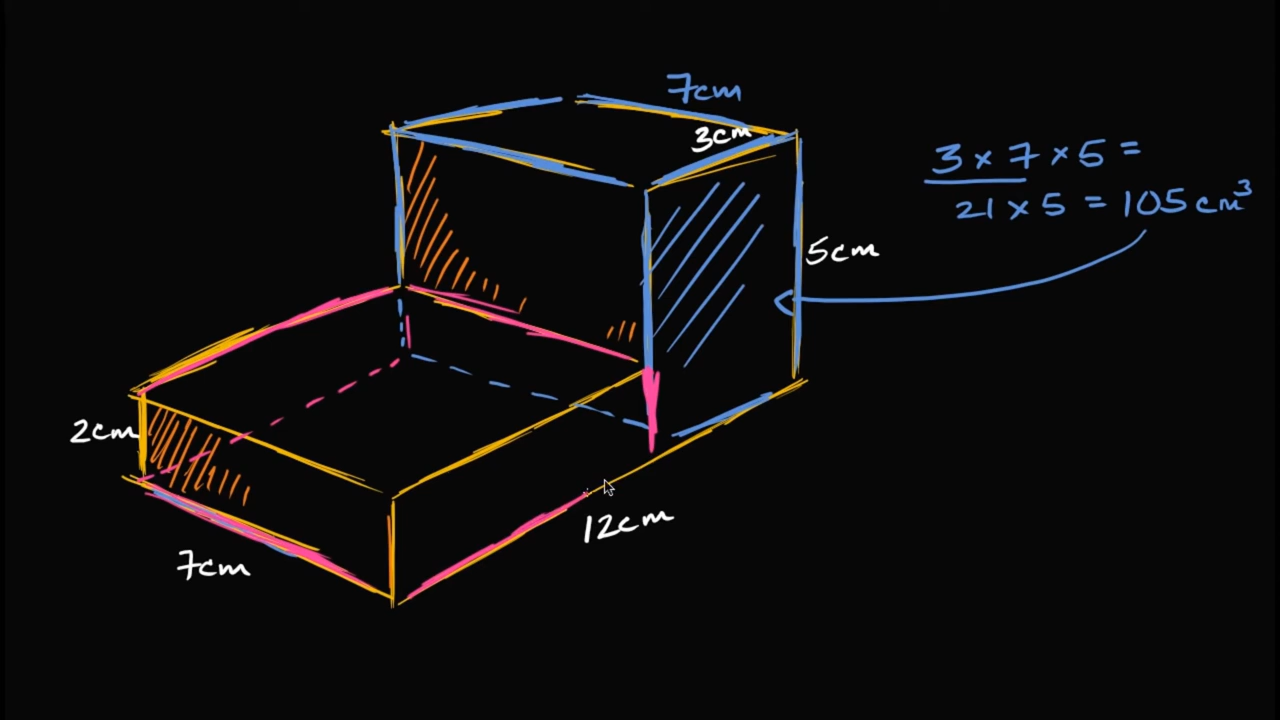 7cm
3cm
3 × 7 × 5 =
21 × 5 = 105 cm³
5cm
2cm
12cm
7cm